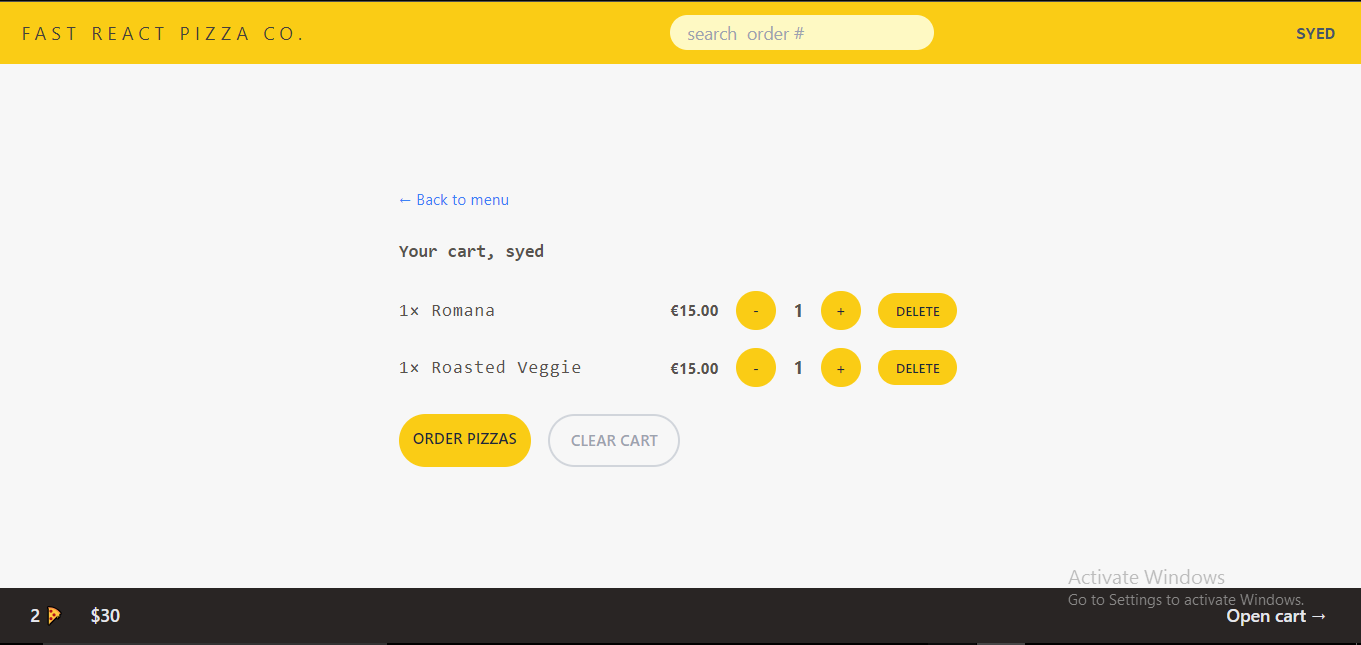 FAST REACT PIZZA CO.
search order #
SYED
← Back to menu
Your cart, syed
1× Romana €15.00 - 1 + DELETE
1× Roasted Veggie €15.00 - 1 + DELETE
ORDER PIZZAS CLEAR CART
Activate Windows
Go to Settings to activate Windows.
2 🍕 $30 Open cart →